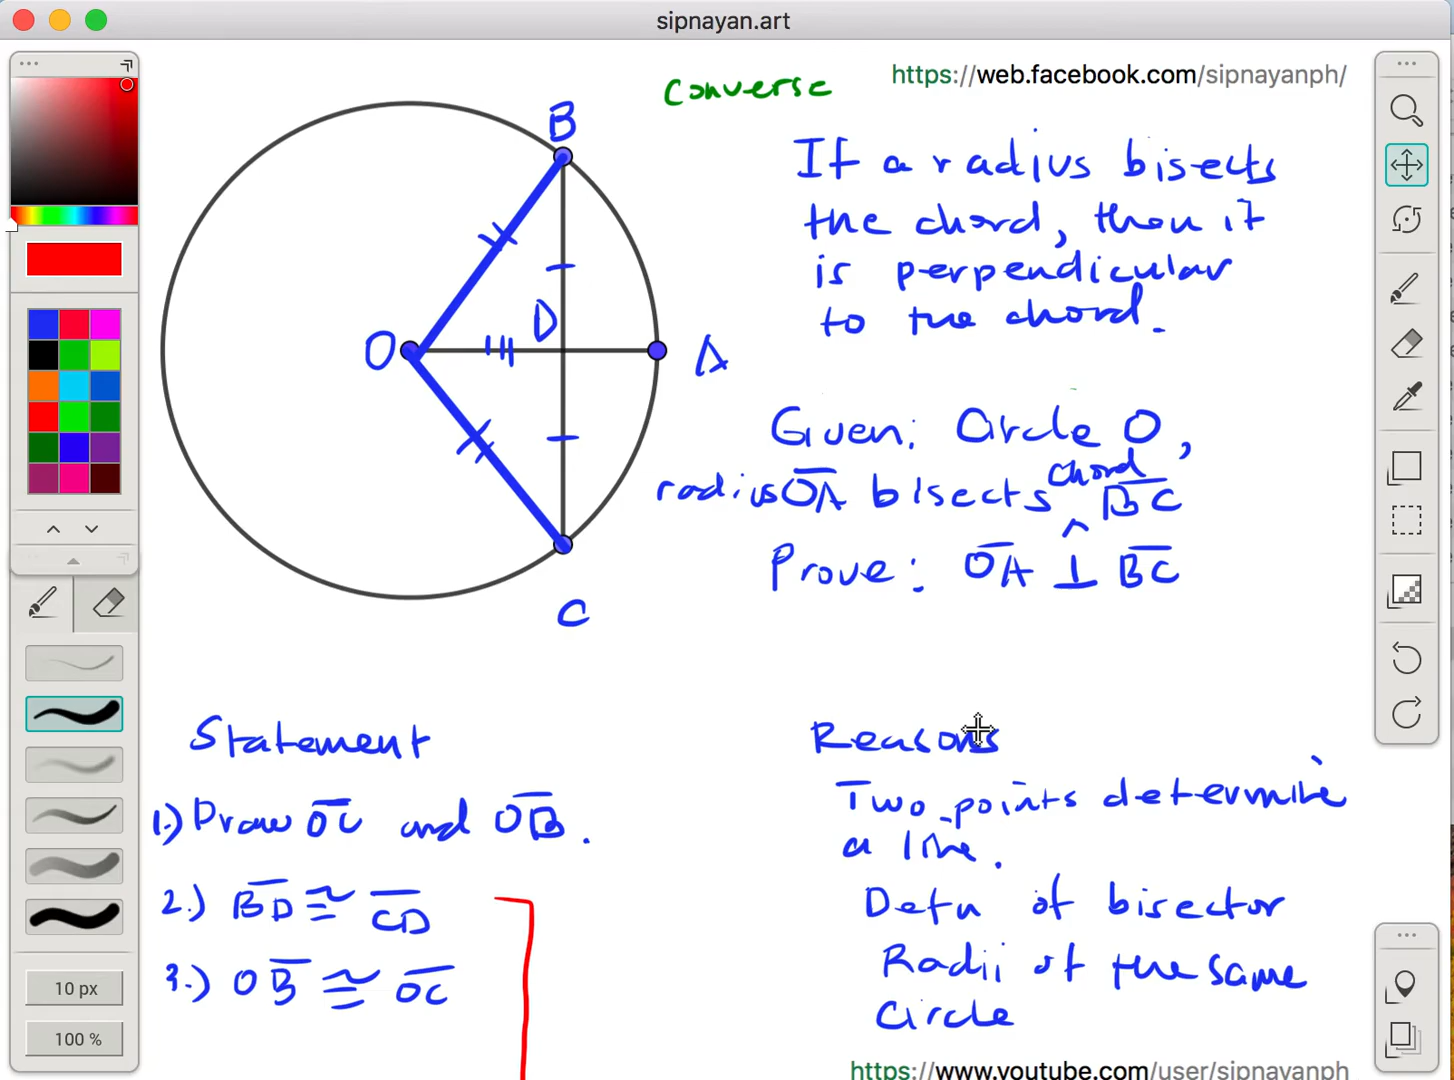 sipnayan.art
https://web.facebook.com/sipnayanph/
Converse
If a radius bisects
the chord, then it
is perpendicular
to the chord.
B
D
O
A
C
Given: Circle O,
radius OA bisects chord BC
Prove: OA ⊥ BC
Statement
Reasons
1.) Draw OC and OB.
Two points determine
a line.
2.) BD ≅ CD
Defn of bisector
3.) OB ≅ OC
Radii of the same
Circle
10 px
100 %
https://www.youtube.com/user/sipnayanph